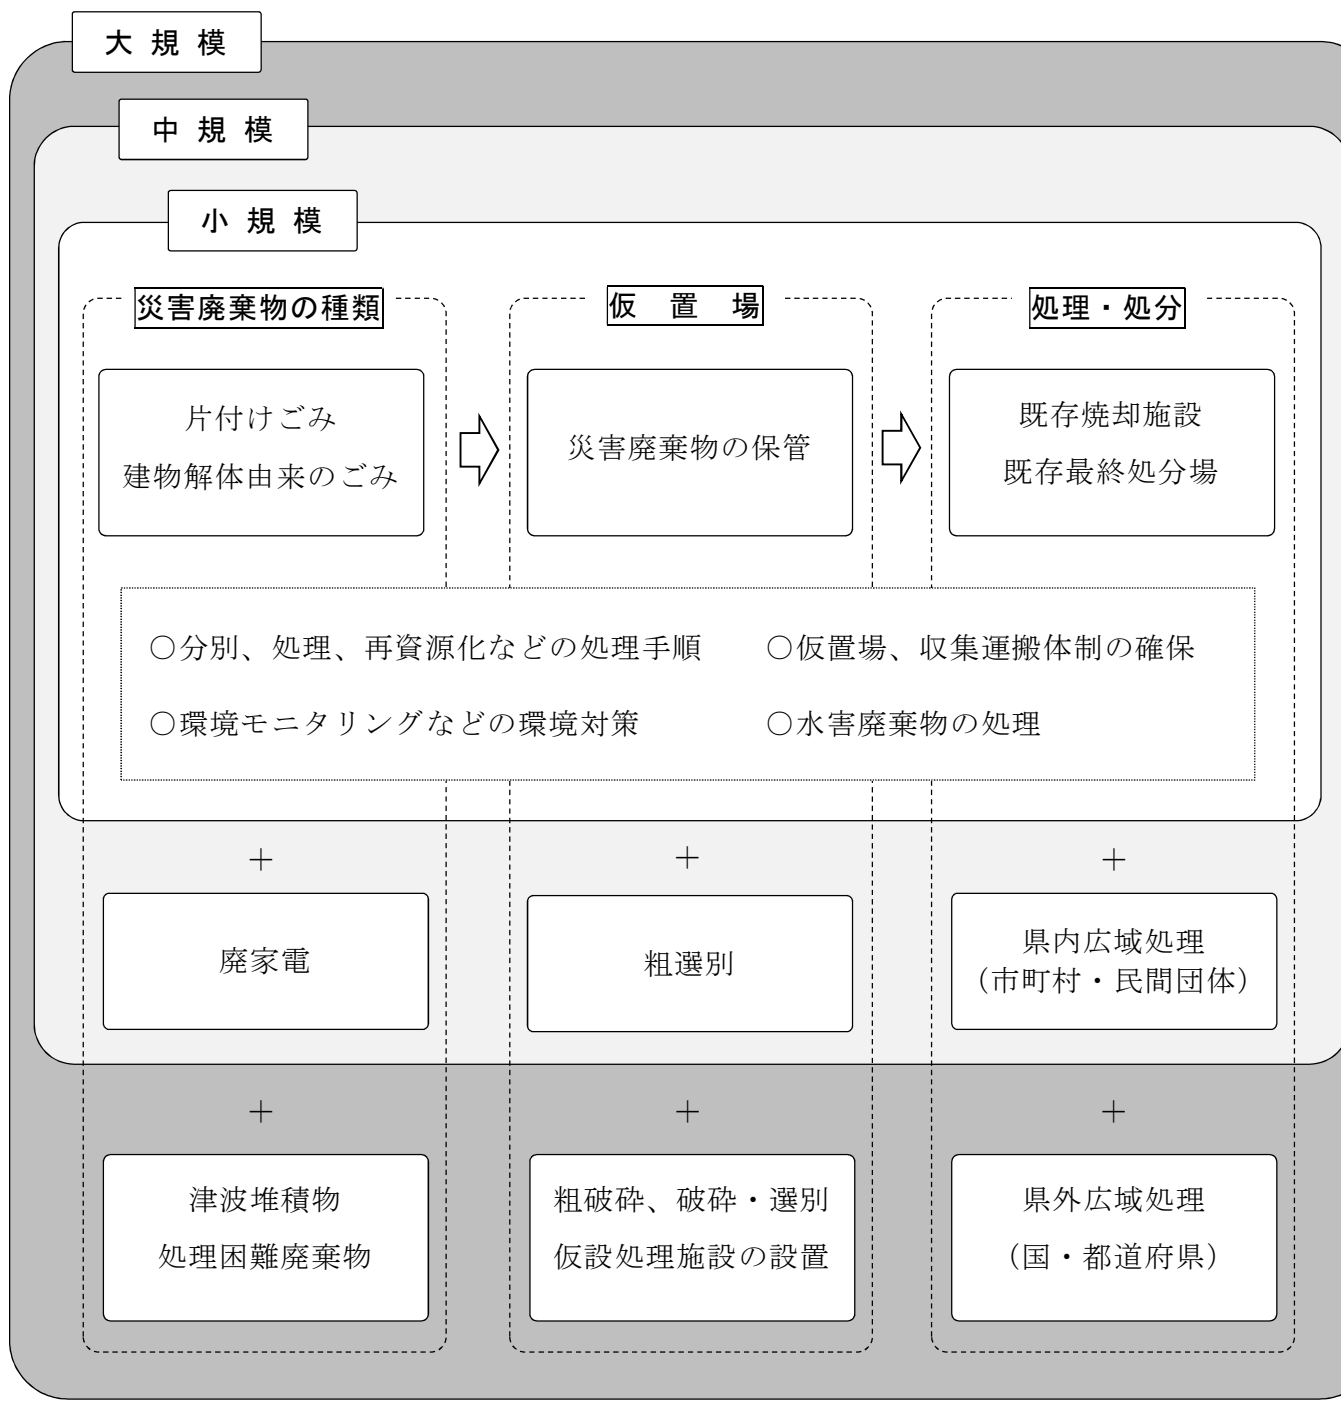 大規模
中規模
小規模
災害廃棄物の種類
仮置場
処理・処分
片付けごみ
建物解体由来のごみ
災害廃棄物の保管
既存焼却施設
既存最終処分場
○分別、処理、再資源化などの処理手順
○仮置場、収集運搬体制の確保
○環境モニタリングなどの環境対策
○水害廃棄物の処理
＋
＋
＋
廃家電
粗選別
県内広域処理
（市町村・民間団体）
＋
＋
＋
津波堆積物
処理困難廃棄物
粗破砕、破砕・選別
仮設処理施設の設置
県外広域処理
（国・都道府県）